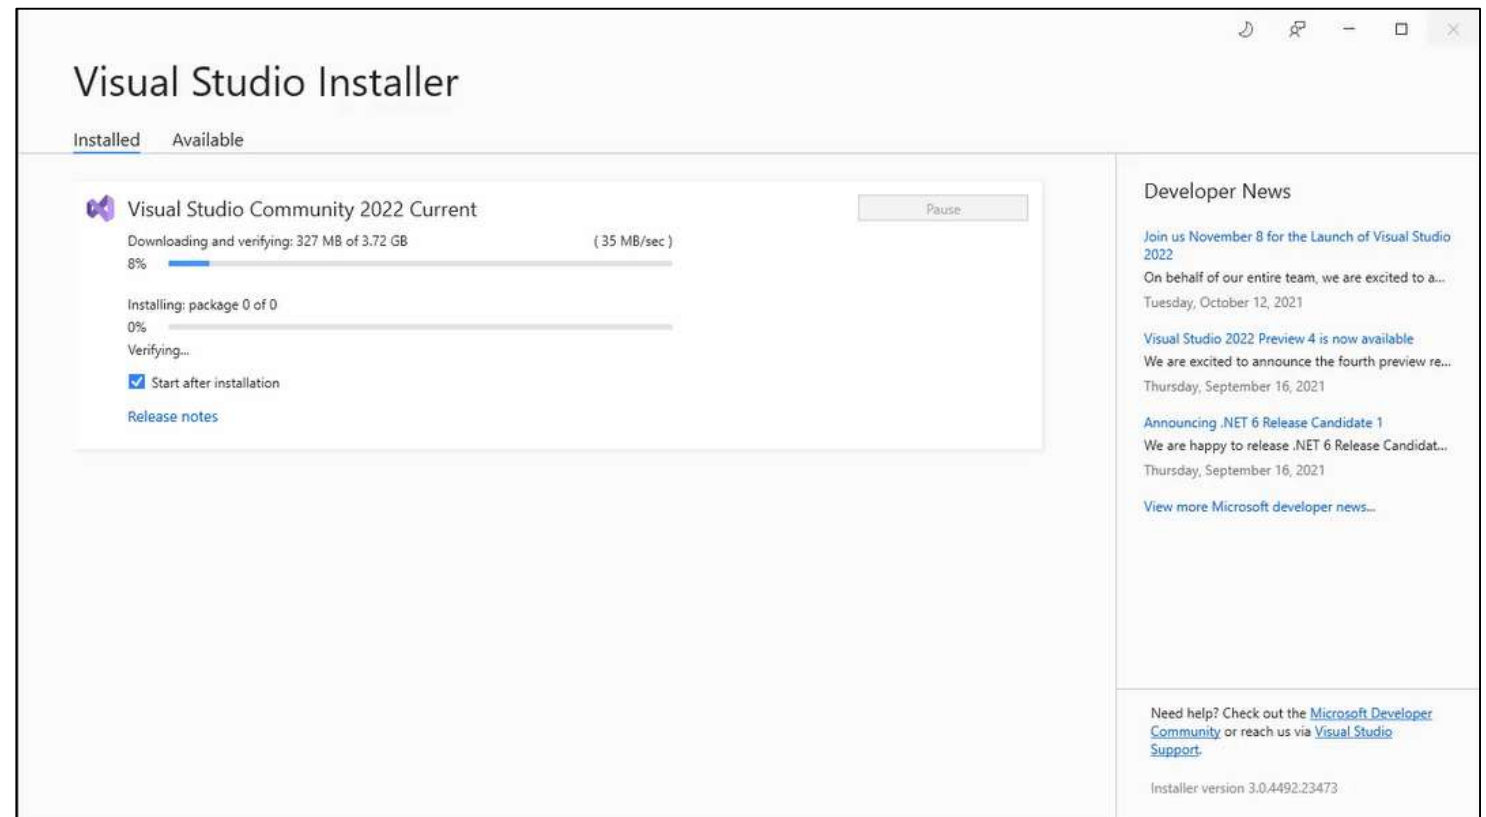 Visual Studio Installer
Installed Available
Visual Studio Community 2022 Current
Pause
Downloading and verifying: 327 MB of 3.72 GB ( 35 MB/sec )
8%
Installing: package 0 of 0
0%
Verifying...
Start after installation
Release notes
Developer News
Join us November 8 for the Launch of Visual Studio
2022
On behalf of our entire team, we are excited to a...
Tuesday, October 12, 2021
Visual Studio 2022 Preview 4 is now available
We are excited to announce the fourth preview re...
Thursday, September 16, 2021
Announcing .NET 6 Release Candidate 1
We are happy to release .NET 6 Release Candidat...
Thursday, September 16, 2021
View more Microsoft developer news...
Need help? Check out the Microsoft Developer
Community or reach us via Visual Studio
Support.
Installer version 3.0.4492.23473